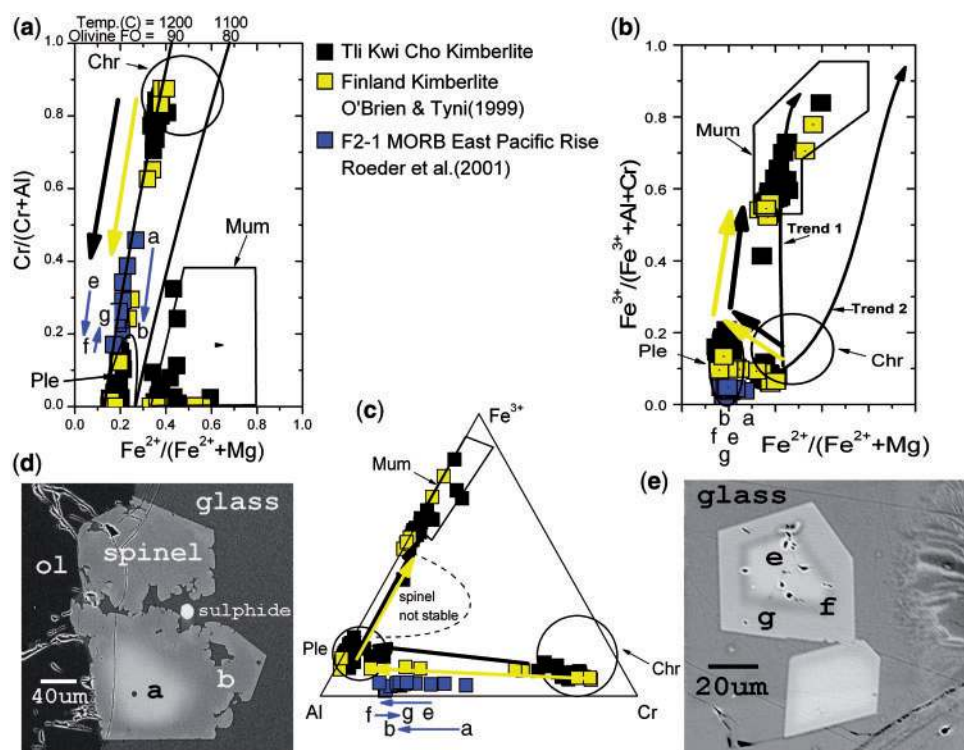 (a)
Temp.(C) = 1200 1100
Olivine FO = 90 80
Chr
1.0
0.8
0.6
0.4
0.2
0.0
Cr/(Cr+Al)
a
e
g
f
b
Mum
Ple
0.0 0.2 0.4 0.6 0.8 1.0
Fe2+/(Fe2++Mg)
Tli Kwi Cho Kimberlite
Finland Kimberlite
O'Brien & Tyni(1999)
F2-1 MORB East Pacific Rise
Roeder et al.(2001)
(b)
1.0
0.8
0.6
0.4
0.2
0.0
Fe3+/(Fe3++Al+Cr)
Mum
Trend 1
Trend 2
Ple
Chr
b a
f e
g
Fe2+/(Fe2++Mg)
(c)
Fe3+
Mum
spinel
not stable
Ple
Chr
Al
Cr
f g e
b a
(d)
glass
spinel
ol
sulphide
b
a
40um
(e)
glass
e
g f
20um